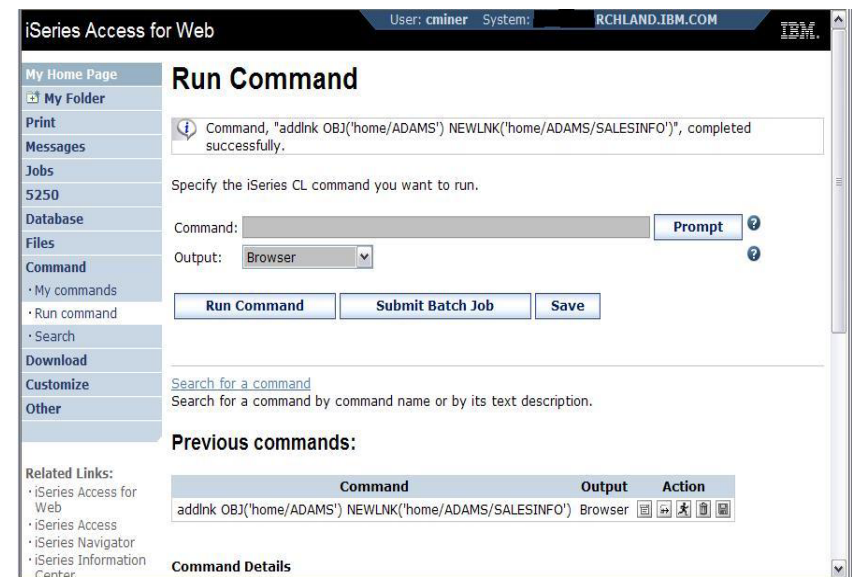 iSeries Access for Web
User: cminer System: RCHLAND.IBM.COM
IBM.
My Home Page
My Folder
Print
Messages
Jobs
5250
Database
Files
Command
· My commands
· Run command
· Search
Download
Customize
Other
Related Links:
· iSeries Access for
Web
· iSeries Access
· iSeries Navigator
· iSeries Information
Center
Run Command
Command, "addlnk OBJ('home/ADAMS') NEWLNK('home/ADAMS/SALESINFO')", completed
successfully.
Specify the iSeries CL command you want to run.
Command:
Prompt
Output: Browser
Run Command Submit Batch Job Save
Search for a command
Search for a command by command name or by its text description.
Previous commands:
Command Output Action
addlnk OBJ('home/ADAMS') NEWLNK('home/ADAMS/SALESINFO') Browser
Command Details